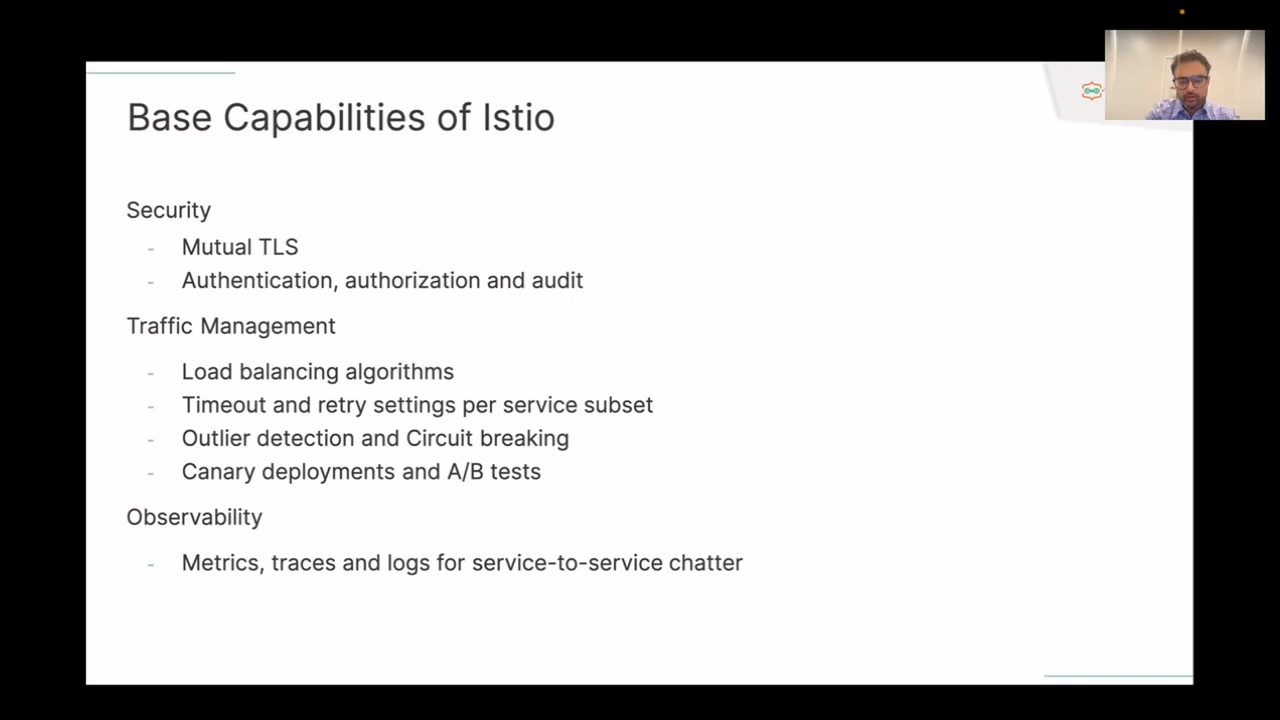 Base Capabilities of Istio
Security
- Mutual TLS
- Authentication, authorization and audit
Traffic Management
- Load balancing algorithms
- Timeout and retry settings per service subset
- Outlier detection and Circuit breaking
- Canary deployments and A/B tests
Observability
- Metrics, traces and logs for service-to-service chatter